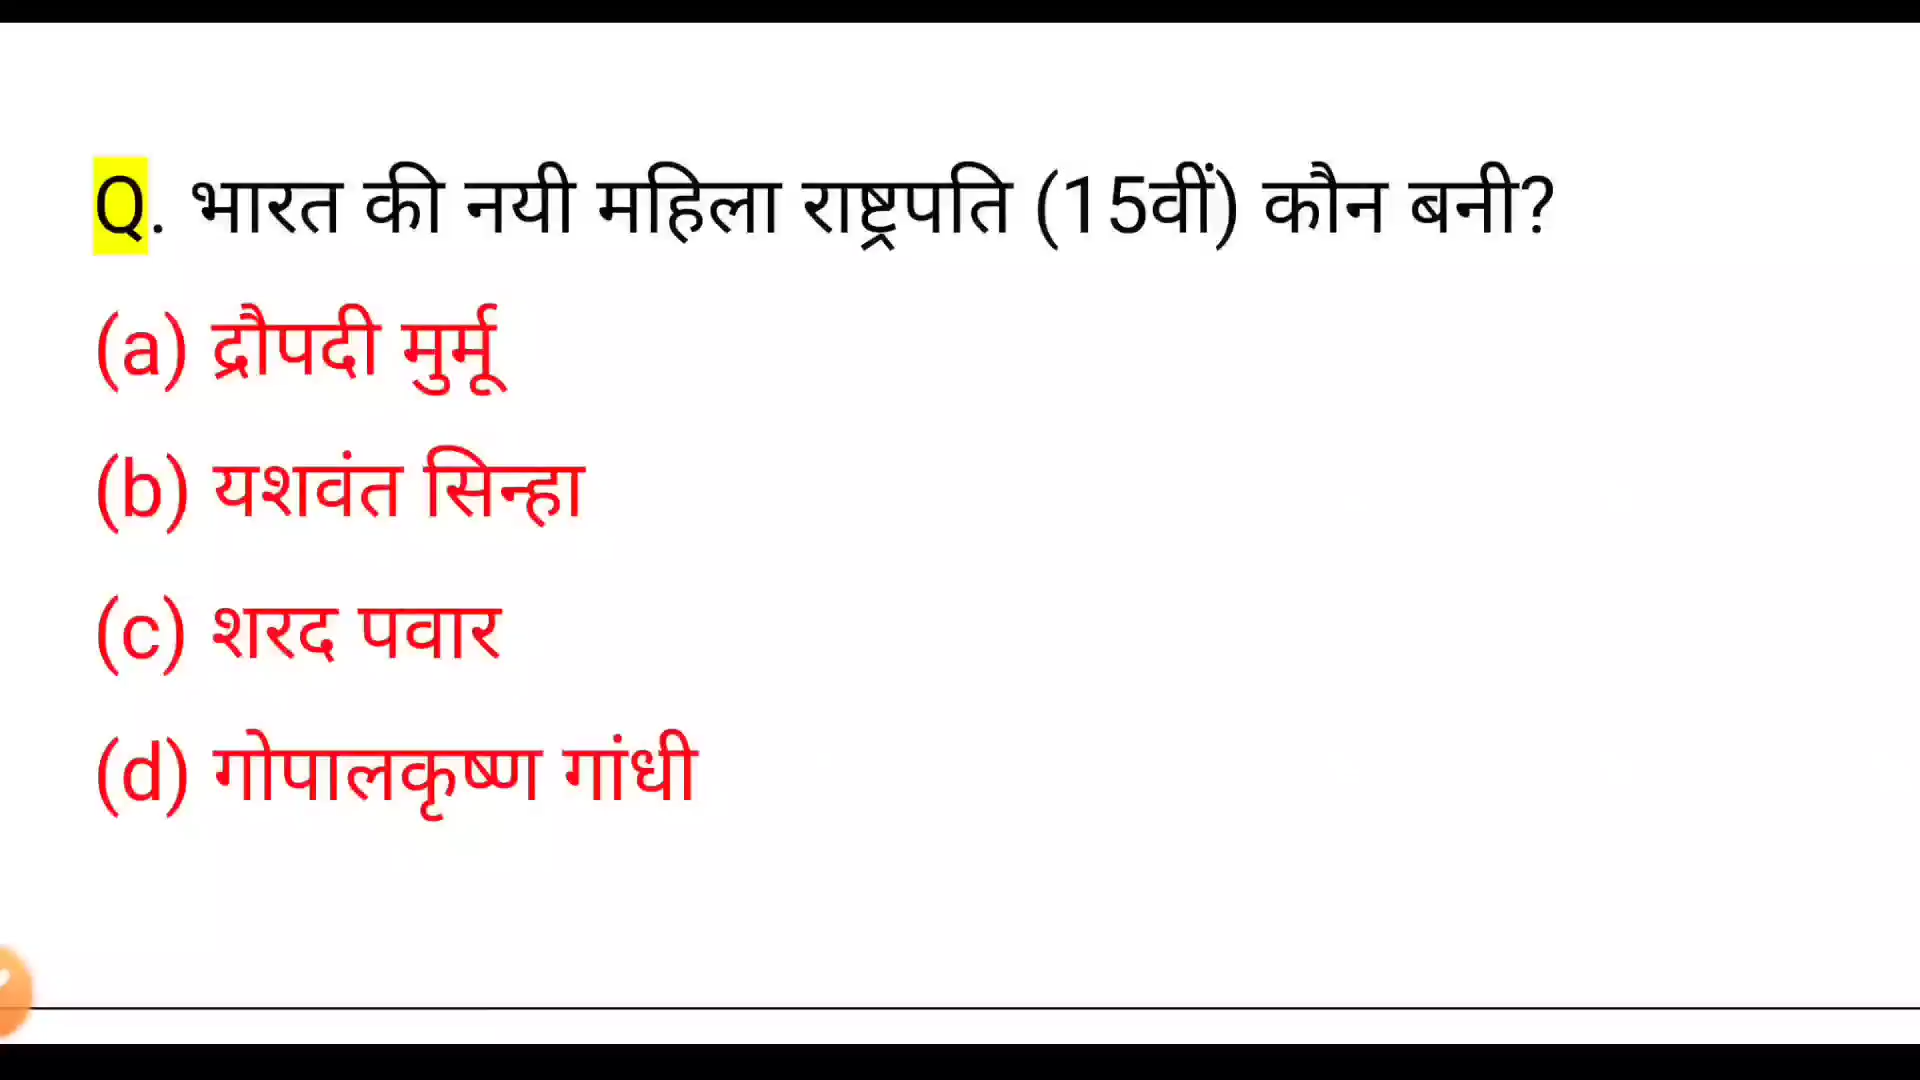 Q. भारत की नयी महिला राष्ट्रपति (15वीं) कौन बनी?
(a) द्रौपदी मुर्मू
(b) यशवंत सिन्हा
(c) शरद पवार
(d) गोपालकृष्ण गांधी